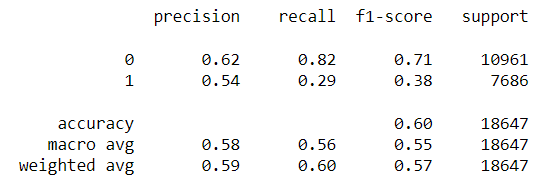 precision recall f1-score support
0 0.62 0.82 0.71 10961
1 0.54 0.29 0.38 7686
accuracy 0.60 18647
macro avg 0.58 0.56 0.55 18647
weighted avg 0.59 0.60 0.57 18647